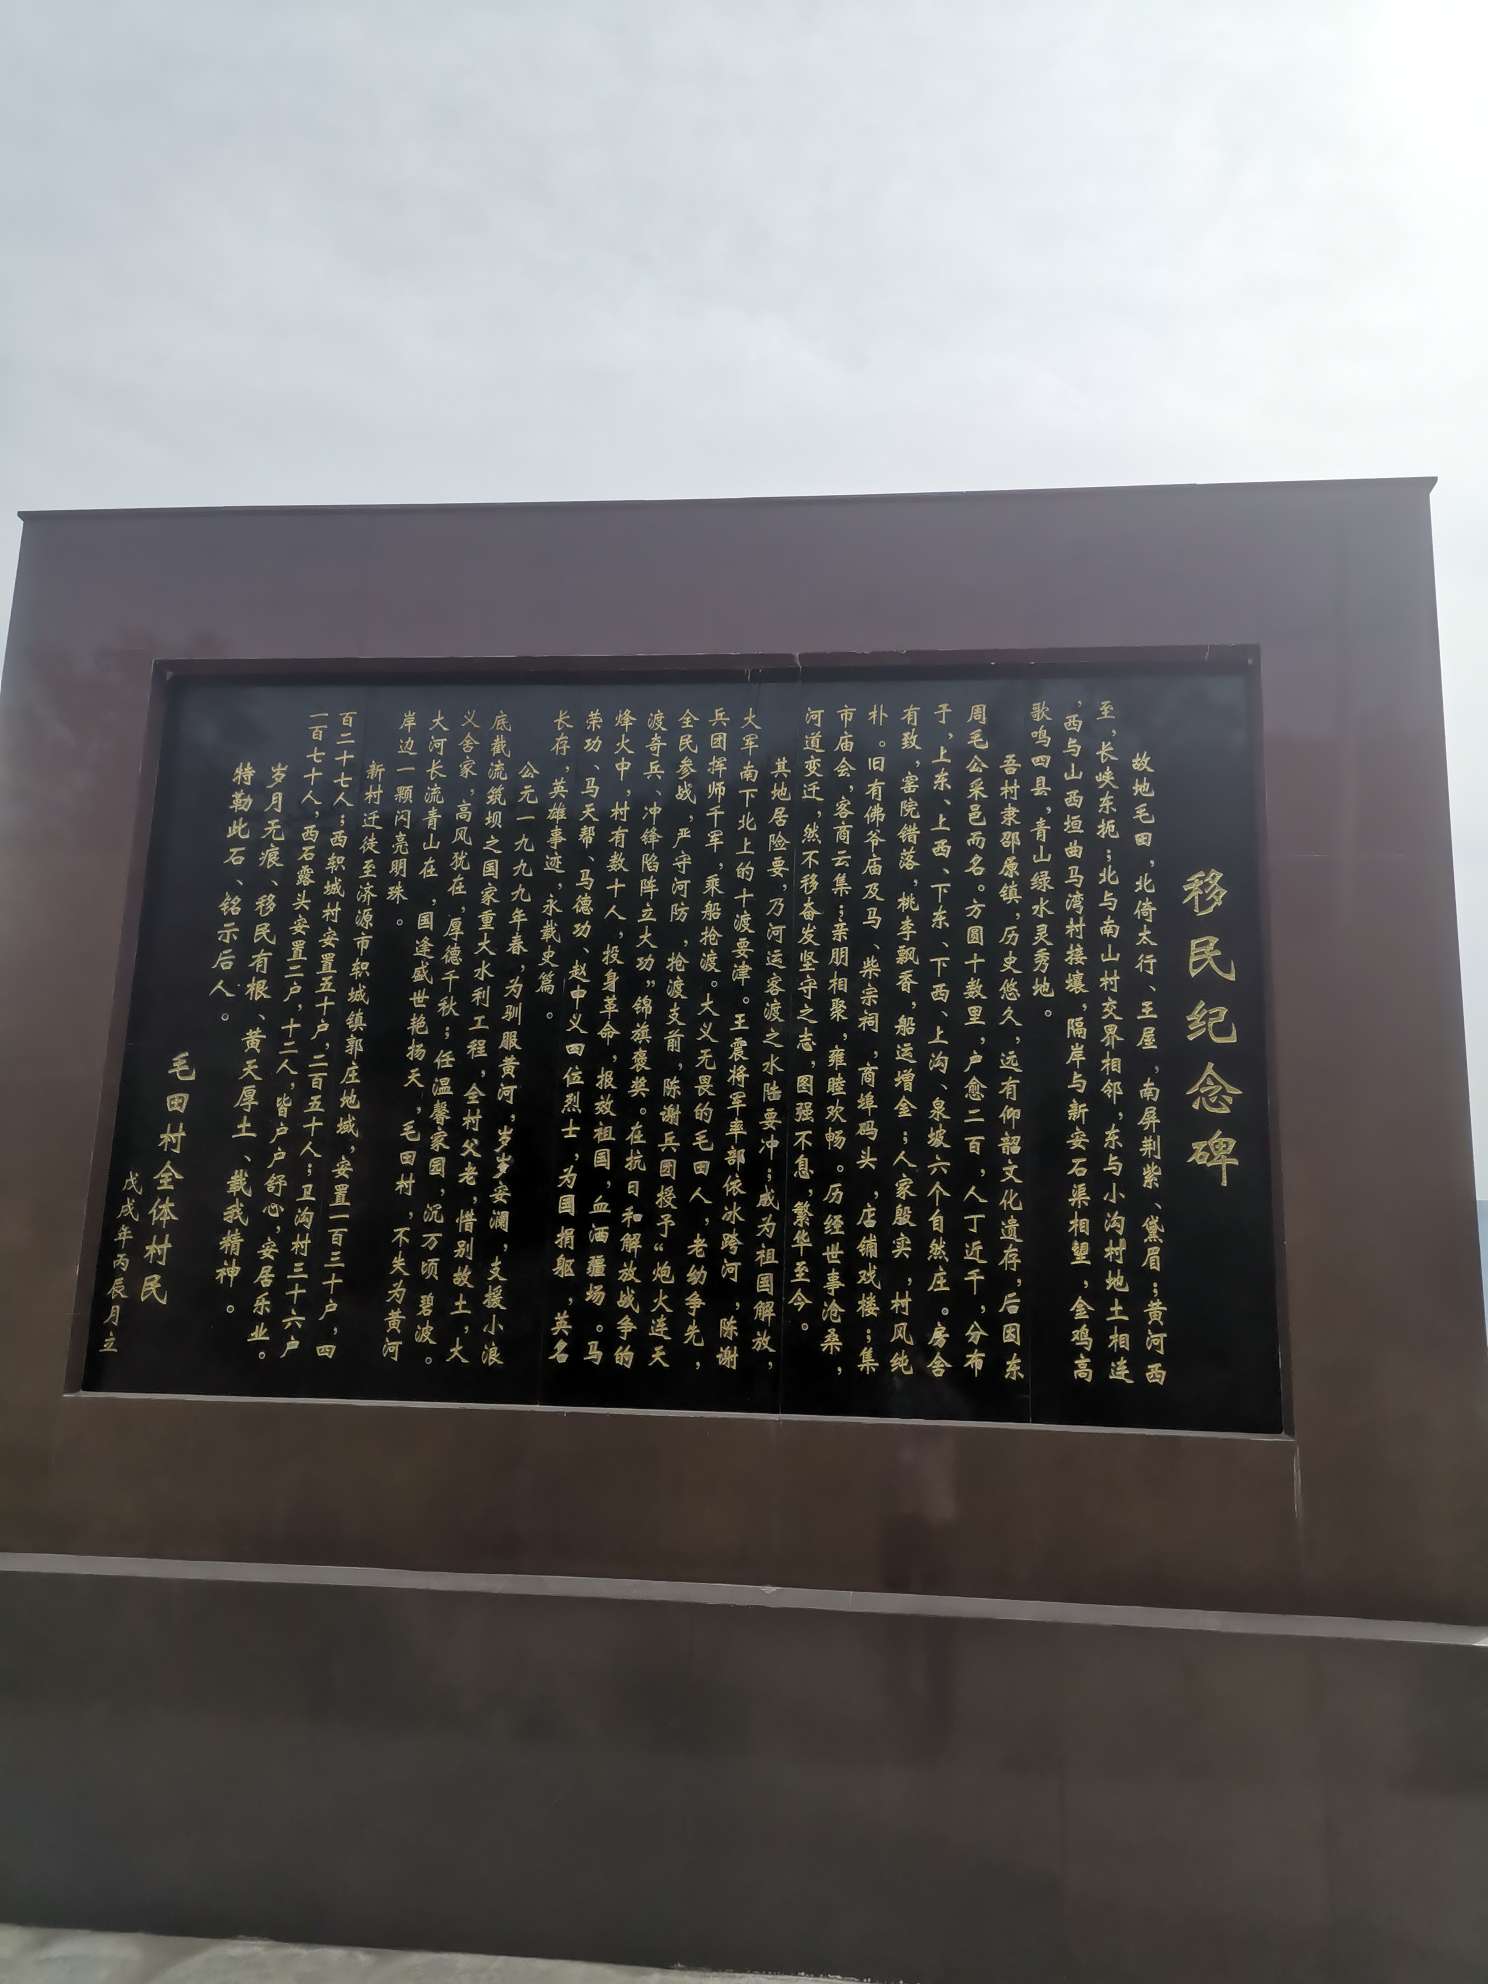 移民纪念碑
故地毛田，北倚太行、王屋，南屏荆紫、黛眉；黄河西
至，长峡东扼；北与南山村交界相邻，东与小沟村地土相连
，西与山西垣曲马湾村接壤，隔岸与新安石渠相望，金鸡高
歌鸣四县，青山绿水灵秀地。
吾村隶邵原镇，历史悠久，远有仰韶文化遗存，后因东
周毛公采邑而名。方圆十数里，户愈二百，人丁近千，分布
于，上东、上西、下东、下西、上沟、泉坡六个自然庄。房舍
有致，窑院错落，桃李飘香，船运增金；人家殷实，村风纯
朴。旧有佛爷庙及马、柴宗祠，商埠码头，店铺戏楼；集
市庙会，客商云集；亲朋相聚，雍睦欢畅。历经世事沧桑，
河道变迁，然不移奋发坚守之志，图强不息，繁华至今。
其地居险要，乃河运客渡之水陆要冲；成为祖国解放，
大军南下北上的十渡要津。王震将军率部依冰跨河，陈谢
兵团挥师千军，乘船抢渡。大义无畏的毛田人，老幼争先，
全民参战，严守河防，抢渡支前，陈谢兵团授予“炮火连天
渡奇兵、冲锋陷阵立大功”锦旗褒奖。在抗日和解放战争的
烽火中，村有数十人，投身革命，报效祖国，血洒疆场。马
荣功、马天帮、马德功、赵中义四位烈士，为国捐躯，英名
长存，英雄事迹，永载史篇。
公元一九九九年春，为驯服黄河，岁岁安澜，支援小浪
底截流筑坝之国家重大水利工程，全村父老，惜别故土，大
义舍家，高风犹在，厚德千秋；任温馨家园，沉万顷碧波。
大河长流青山在，国逢盛世艳扬天，毛田村，不失为黄河
岸边一颗闪亮明珠。
新村迁徒至济源市轵城镇郭庄地域，安置一百三十户，四
百二十七人；西轵城村安置五十户，二百五十人；卫沟村三十六户
一百七十人，西石露头安置二户，十二人，皆户户舒心，安居乐业。
岁月无痕、移民有根、黄天厚土、载我精神。
特勒此石、铭示后人。
毛田村全体村民
戊戌年丙辰月立